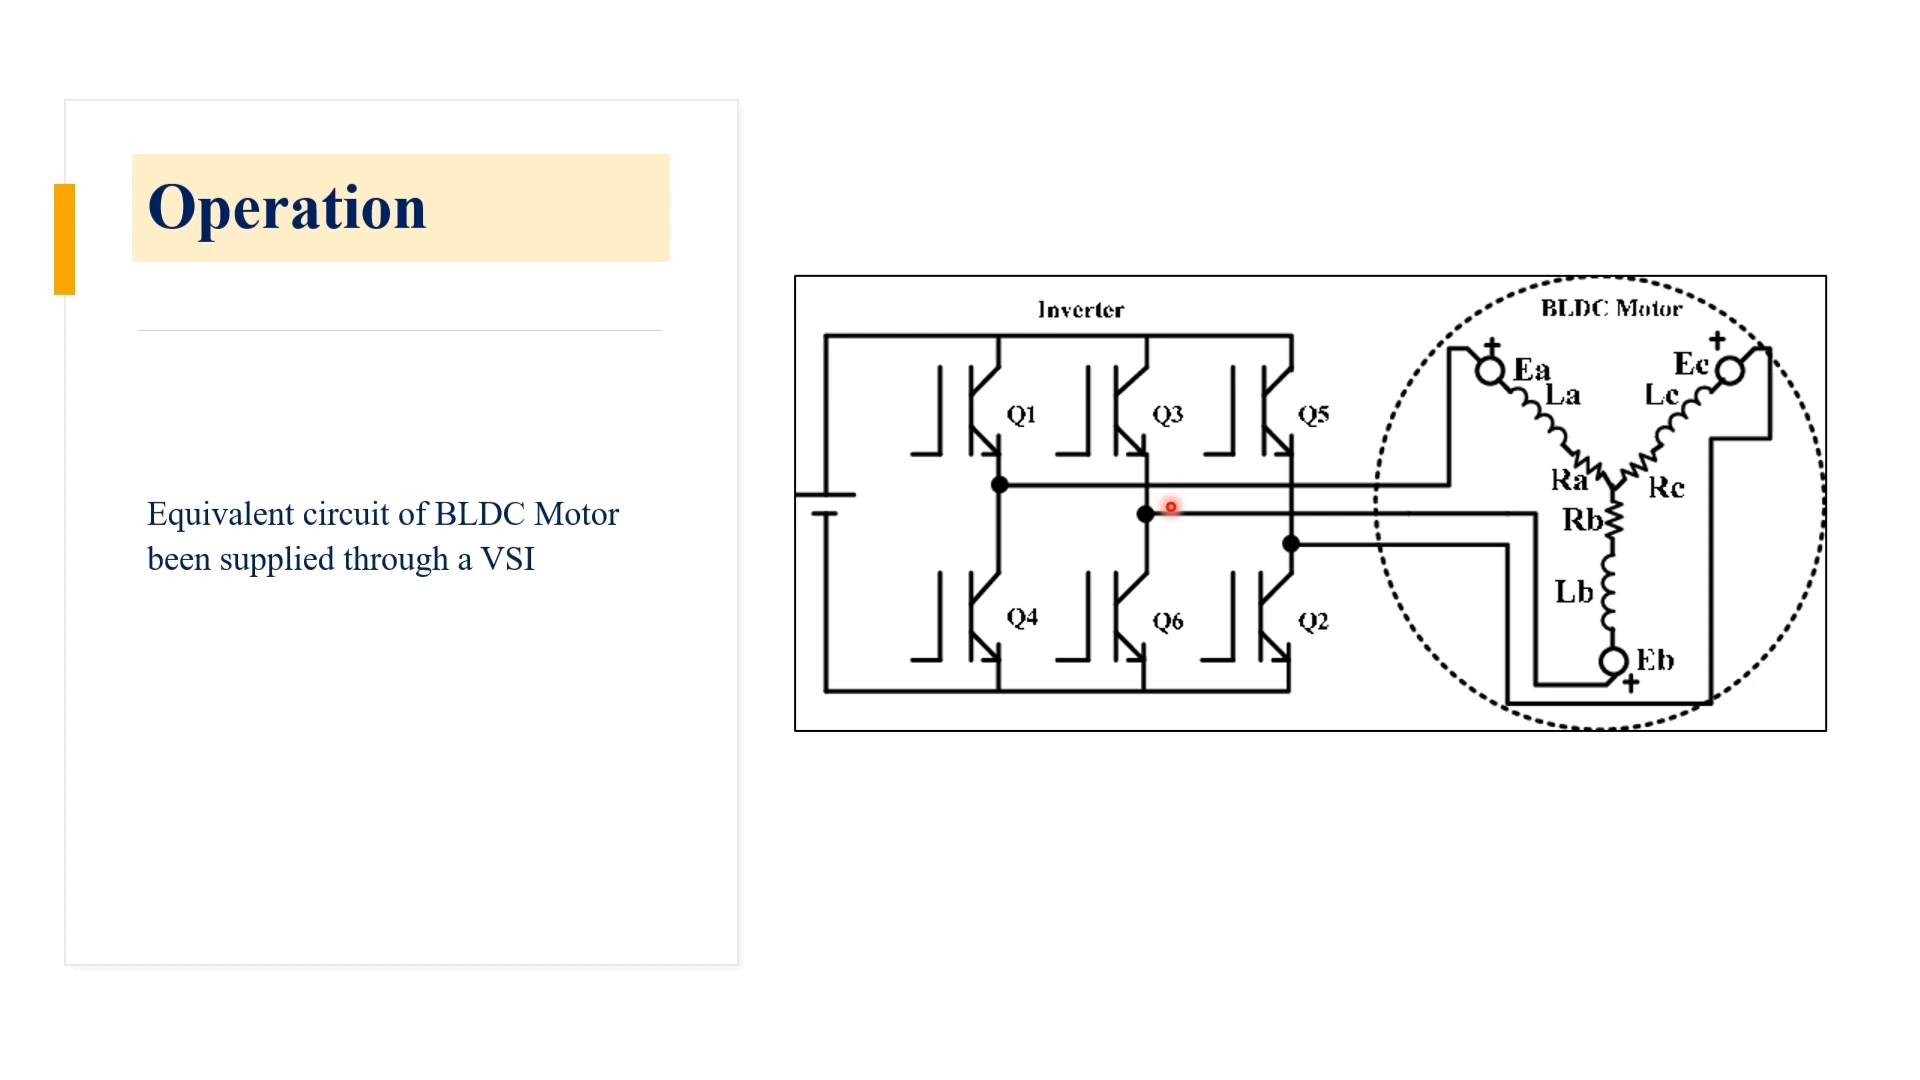 Operation
Equivalent circuit of BLDC Motor
been supplied through a VSI
Inverter
BLDC Motor
+
+
Ea
Ec
La
Lc
Q1
Q3
Q5
Ra
Rc
Rb
Lb
Q4
Q6
Q2
Eb
+